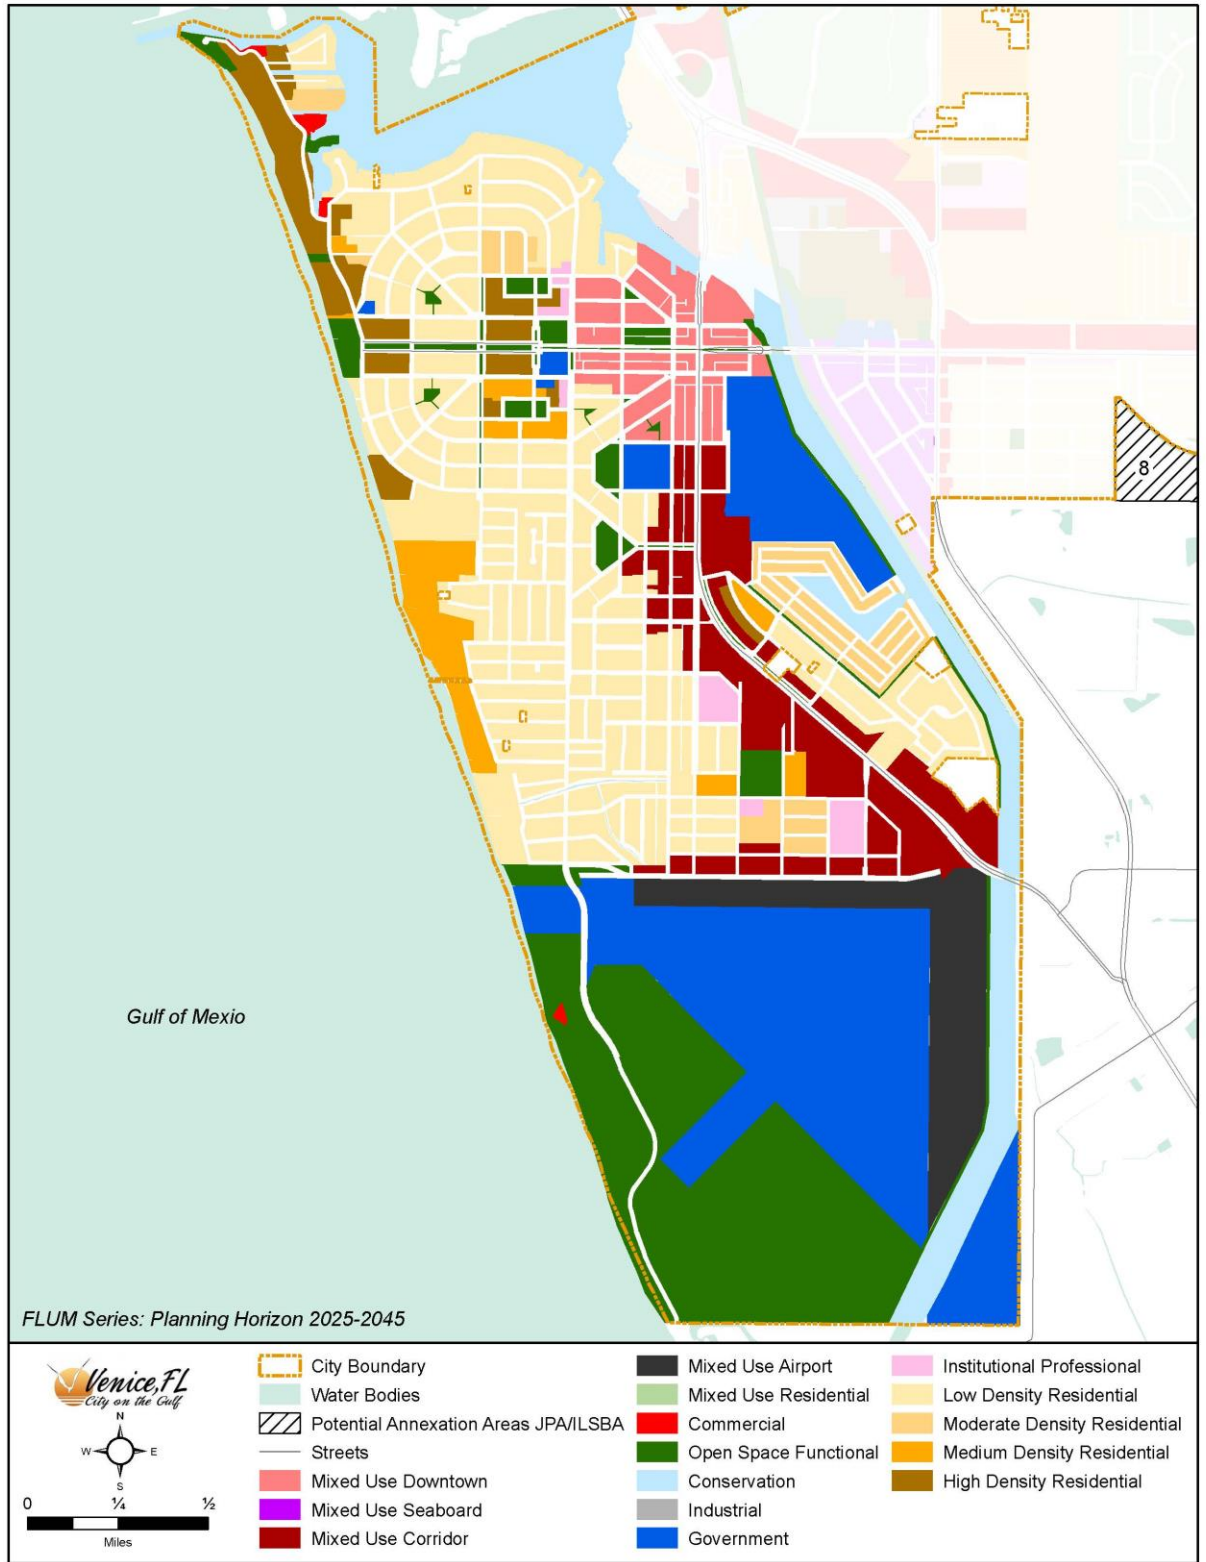 8
Gulf of Mexio
FLUM Series: Planning Horizon 2025-2045
Venice, FL
City on the Gulf
N
W E
S
0 ¼ ½
Miles
City Boundary
Water Bodies
Potential Annexation Areas JPA/ILSBA
Streets
Mixed Use Downtown
Mixed Use Seaboard
Mixed Use Corridor
Mixed Use Airport
Mixed Use Residential
Commercial
Open Space Functional
Conservation
Industrial
Government
Institutional Professional
Low Density Residential
Moderate Density Residential
Medium Density Residential
High Density Residential